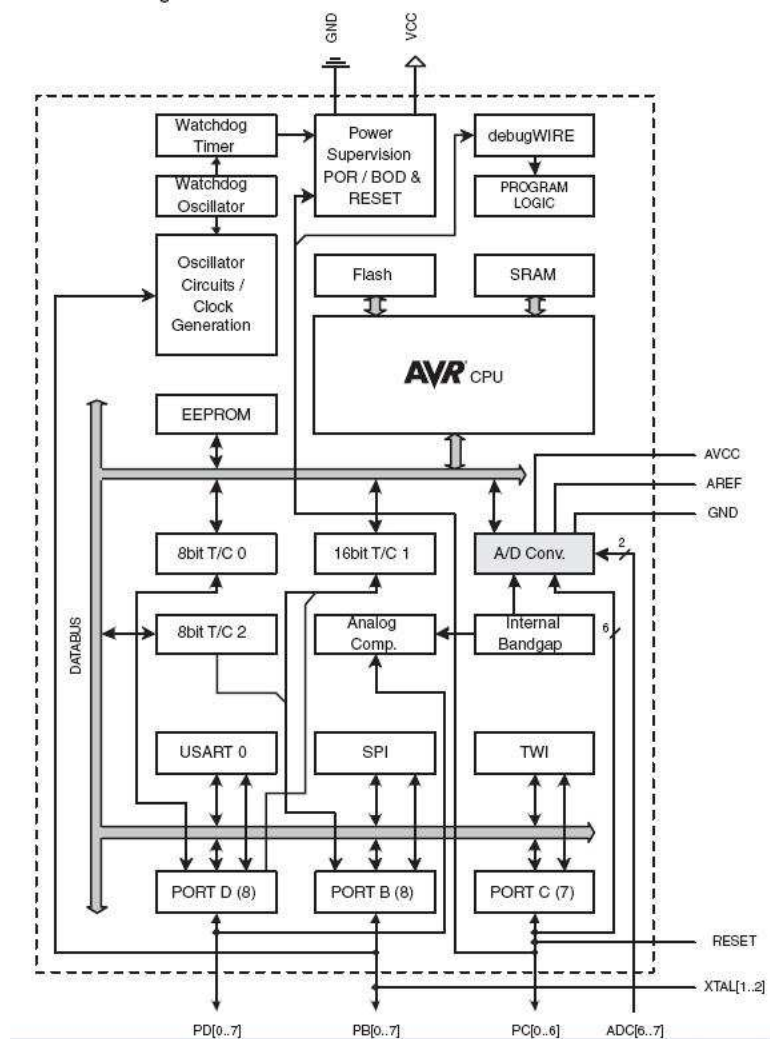 GND
VCC
Watchdog
Timer
Power
Supervision
POR / BOD &
RESET
debugWIRE
Watchdog
Oscillator
PROGRAM
LOGIC
Oscillator
Circuits /
Clock
Generation
Flash
SRAM
AVR CPU
EEPROM
AVCC
AREF
GND
8bit T/C 0
16bit T/C 1
A/D Conv.
2
DATABUS
8bit T/C 2
Analog
Comp.
Internal
Bandgap
6
USART 0
SPI
TWI
PORT D (8)
PORT B (8)
PORT C (7)
RESET
XTAL[1..2]
PD[0..7]
PB[0..7]
PC[0..6]
ADC[6..7]